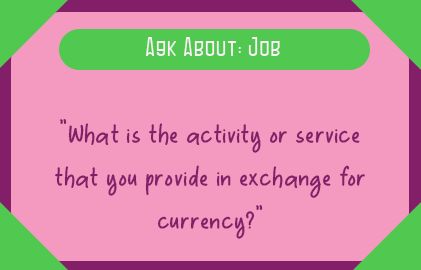 Ask About: Job
"What is the activity or service
that you provide in exchange for
currency?"